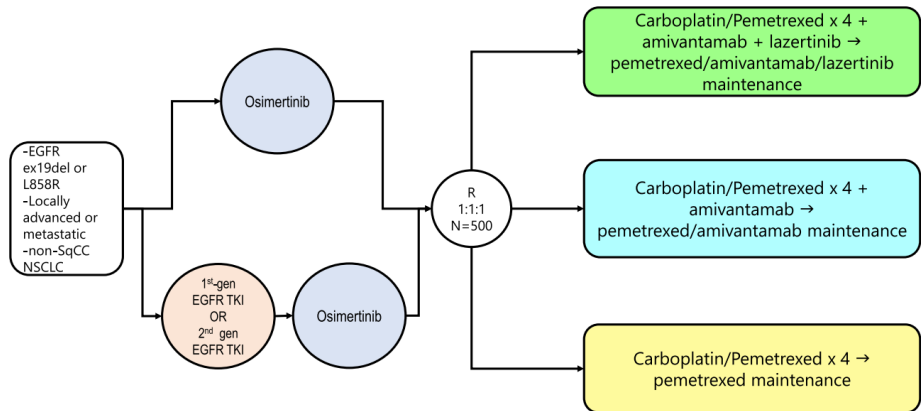 -EGFR
ex19del or
L858R
-Locally
advanced or
metastatic
-non-SqCC
NSCLC
Osimertinib
1st-gen
EGFR TKI
OR
2nd gen
EGFR TKI
Osimertinib
R
1:1:1
N=500
Carboplatin/Pemetrexed x 4 +
amivantamab + lazertinib →
pemetrexed/amivantamab/lazertinib
maintenance
Carboplatin/Pemetrexed x 4 +
amivantamab →
pemetrexed/amivantamab maintenance
Carboplatin/Pemetrexed x 4 →
pemetrexed maintenance